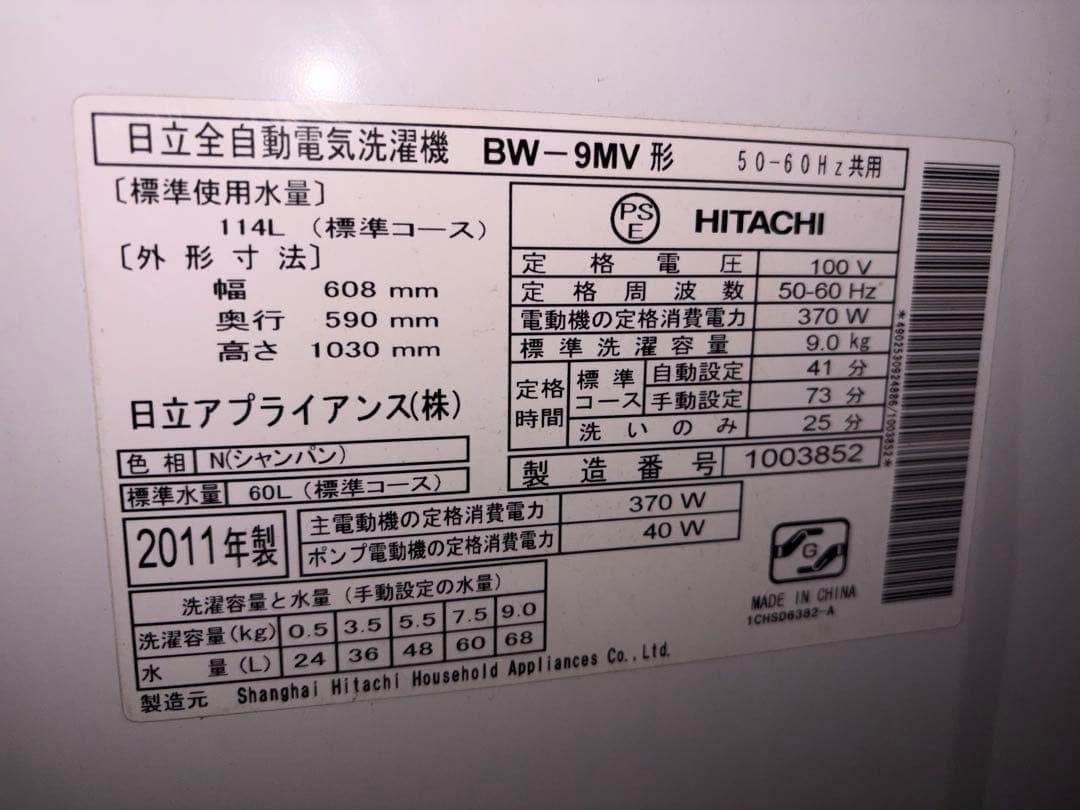 日立全自動電気洗濯機 BW-9MV形 50-60Hz共用
〔標準使用水量〕
114L (標準コース)
〔外形寸法〕
幅 608 mm
奥行 590 mm
高さ 1030 mm
日立アプライアンス(株)
色相 N(シャンパン)
標準水量 60L (標準コース)
2011年製
PS
E
HITACHI
定格電圧 100 V
定格周波数 50-60 Hz
電動機の定格消費電力 370 W
標準洗濯容量 9.0 kg
定格時間 標準コース 自動設定 41 分
手動設定 73 分
洗いのみ 25 分
製造番号 1003852
主電動機の定格消費電力 370 W
ポンプ電動機の定格消費電力 40 W
洗濯容量と水量 (手動設定の水量)
洗濯容量(kg) 0.5 3.5 5.5 7.5 9.0
水量(L) 24 36 48 60 68
製造元 Shanghai Hitachi Household Appliances Co.,Ltd.
G
MADE IN CHINA
1CHSD6382-A
*4902530924886/1003852*